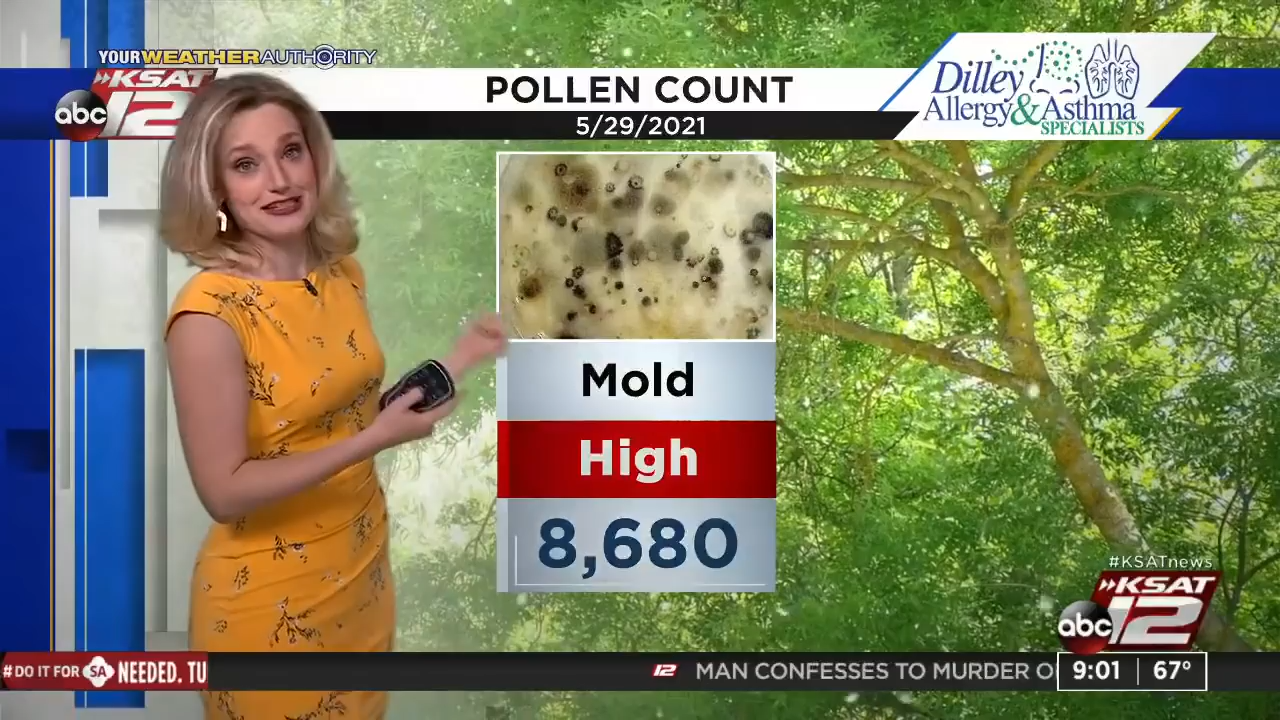 YOUR WEATHER AUTHORITY
KSAT
abc 12
POLLEN COUNT
5/29/2021
Dilley
Allergy & Asthma
SPECIALISTS
Mold
High
8,680
#KSATnews
KSAT
abc 12
#DO IT FOR SA NEEDED. TU
12 MAN CONFESSES TO MURDER O
9:01 67°